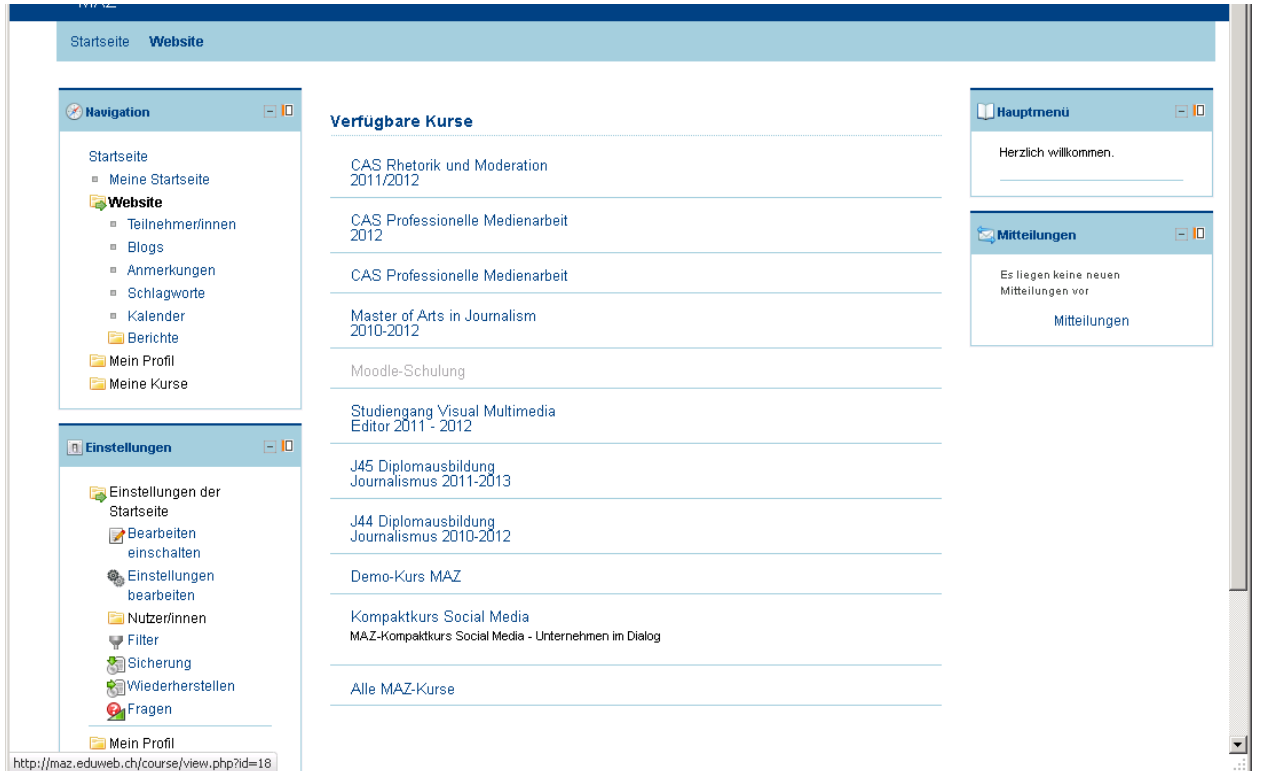 MAZ
Startseite Website
Navigation
Startseite
Meine Startseite
Website
Teilnehmer/innen
Blogs
Anmerkungen
Schlagworte
Kalender
Berichte
Mein Profil
Meine Kurse
Einstellungen
Einstellungen der
Startseite
Bearbeiten
einschalten
Einstellungen
bearbeiten
Nutzer/innen
Filter
Sicherung
Wiederherstellen
Fragen
Mein Profil
http://maz.eduweb.ch/course/view.php?id=18
Verfügbare Kurse
CAS Rhetorik und Moderation
2011/2012
CAS Professionelle Medienarbeit
2012
CAS Professionelle Medienarbeit
Master of Arts in Journalism
2010-2012
Moodle-Schulung
Studiengang Visual Multimedia
Editor 2011 - 2012
J45 Diplomausbildung
Journalismus 2011-2013
J44 Diplomausbildung
Journalismus 2010-2012
Demo-Kurs MAZ
Kompaktkurs Social Media
MAZ-Kompaktkurs Social Media - Unternehmen im Dialog
Alle MAZ-Kurse
Hauptmenü
Herzlich willkommen.
Mitteilungen
Es liegen keine neuen
Mitteilungen vor
Mitteilungen